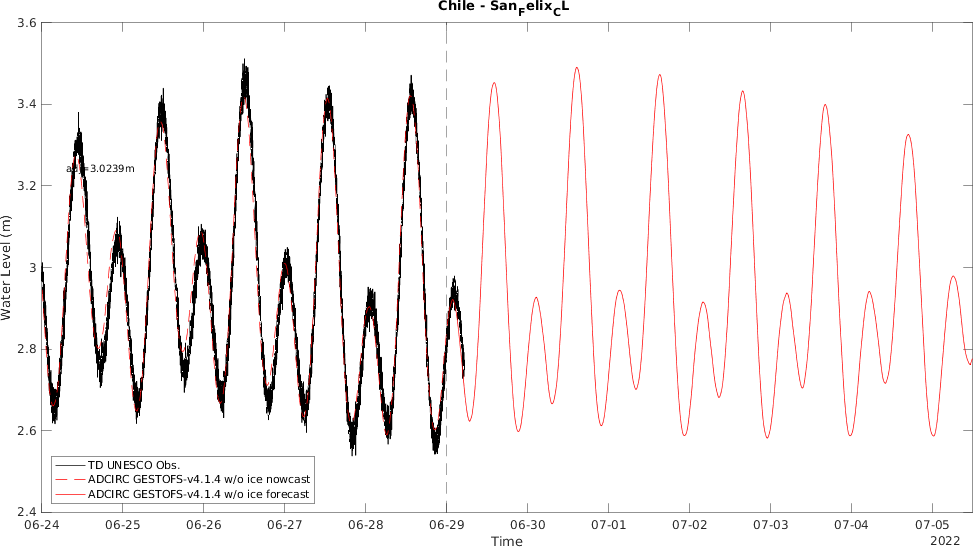 Chile - SanFelixCL
3.6
3.4
3.2
3
2.8
2.6
2.4
Water Level (m)
=3.0239m
TD UNESCO Obs.
ADCIRC GESTOFS-v4.1.4 w/o ice nowcast
ADCIRC GESTOFS-v4.1.4 w/o ice forecast
06-24 06-25 06-26 06-27 06-28 06-29 06-30 07-01 07-02 07-03 07-04 07-05
Time
2022